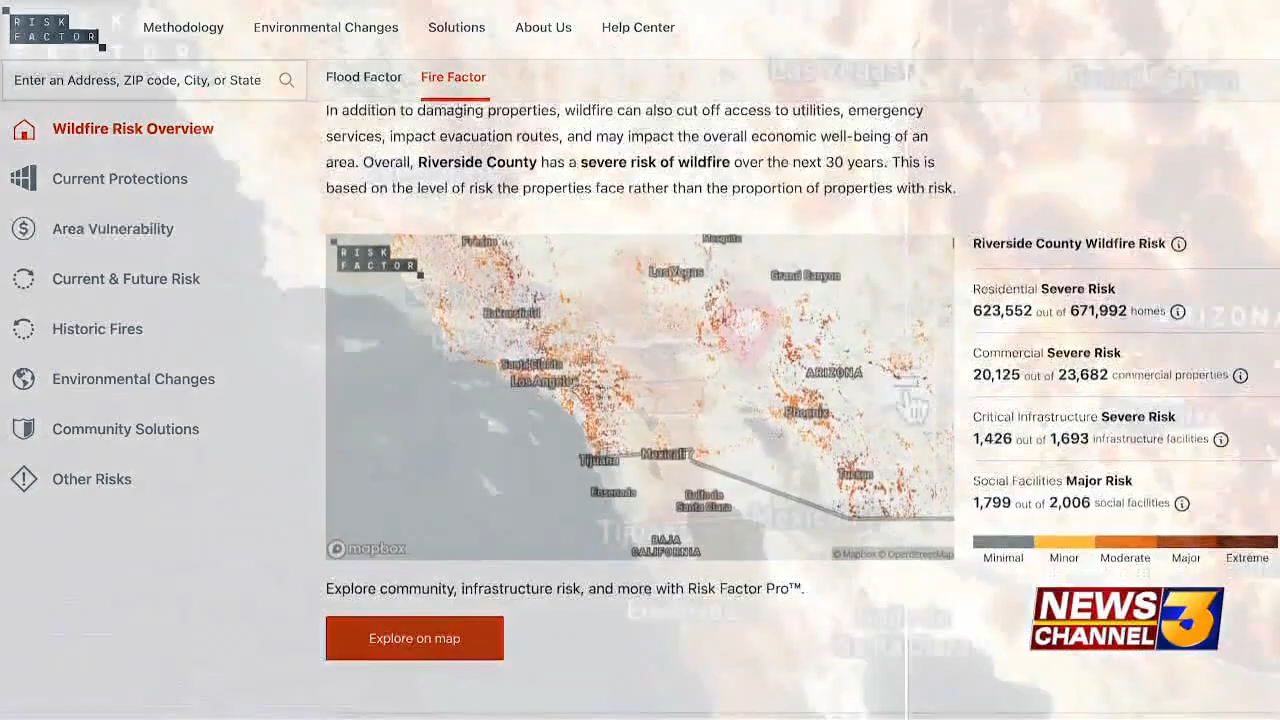 RISK
FACTOR
Methodology
Environmental Changes
Solutions
About Us
Help Center
Enter an Address, ZIP code, City, or State
Flood Factor
Fire Factor
Wildfire Risk Overview
Current Protections
Area Vulnerability
Current & Future Risk
Historic Fires
Environmental Changes
Community Solutions
Other Risks
In addition to damaging properties, wildfire can also cut off access to utilities, emergency
services, impact evacuation routes, and may impact the overall economic well-being of an
area. Overall, Riverside County has a severe risk of wildfire over the next 30 years. This is
based on the level of risk the properties face rather than the proportion of properties with risk.
RISK
FACTOR
Fresno
Mesquite
Las Vegas
Grand Canyon
Bakersfield
Santa Clarita
Los Angeles
ARIZONA
Phoenix
Tijuana
Mexicali
Tucson
Ensenada
Golfo de
Santa Clara
BAJA
CALIFORNIA
mapbox
© Mapbox © OpenStreetMap
Riverside County Wildfire Risk
Residential Severe Risk
623,552 out of 671,992 homes
Commercial Severe Risk
20,125 out of 23,682 commercial properties
Critical Infrastructure Severe Risk
1,426 out of 1,693 infrastructure facilities
Social Facilities Major Risk
1,799 out of 2,006 social facilities
Minimal
Minor
Moderate
Major
Extreme
Explore community, infrastructure risk, and more with Risk Factor Pro™.
Explore on map
NEWS
CHANNEL
3
Las Vegas